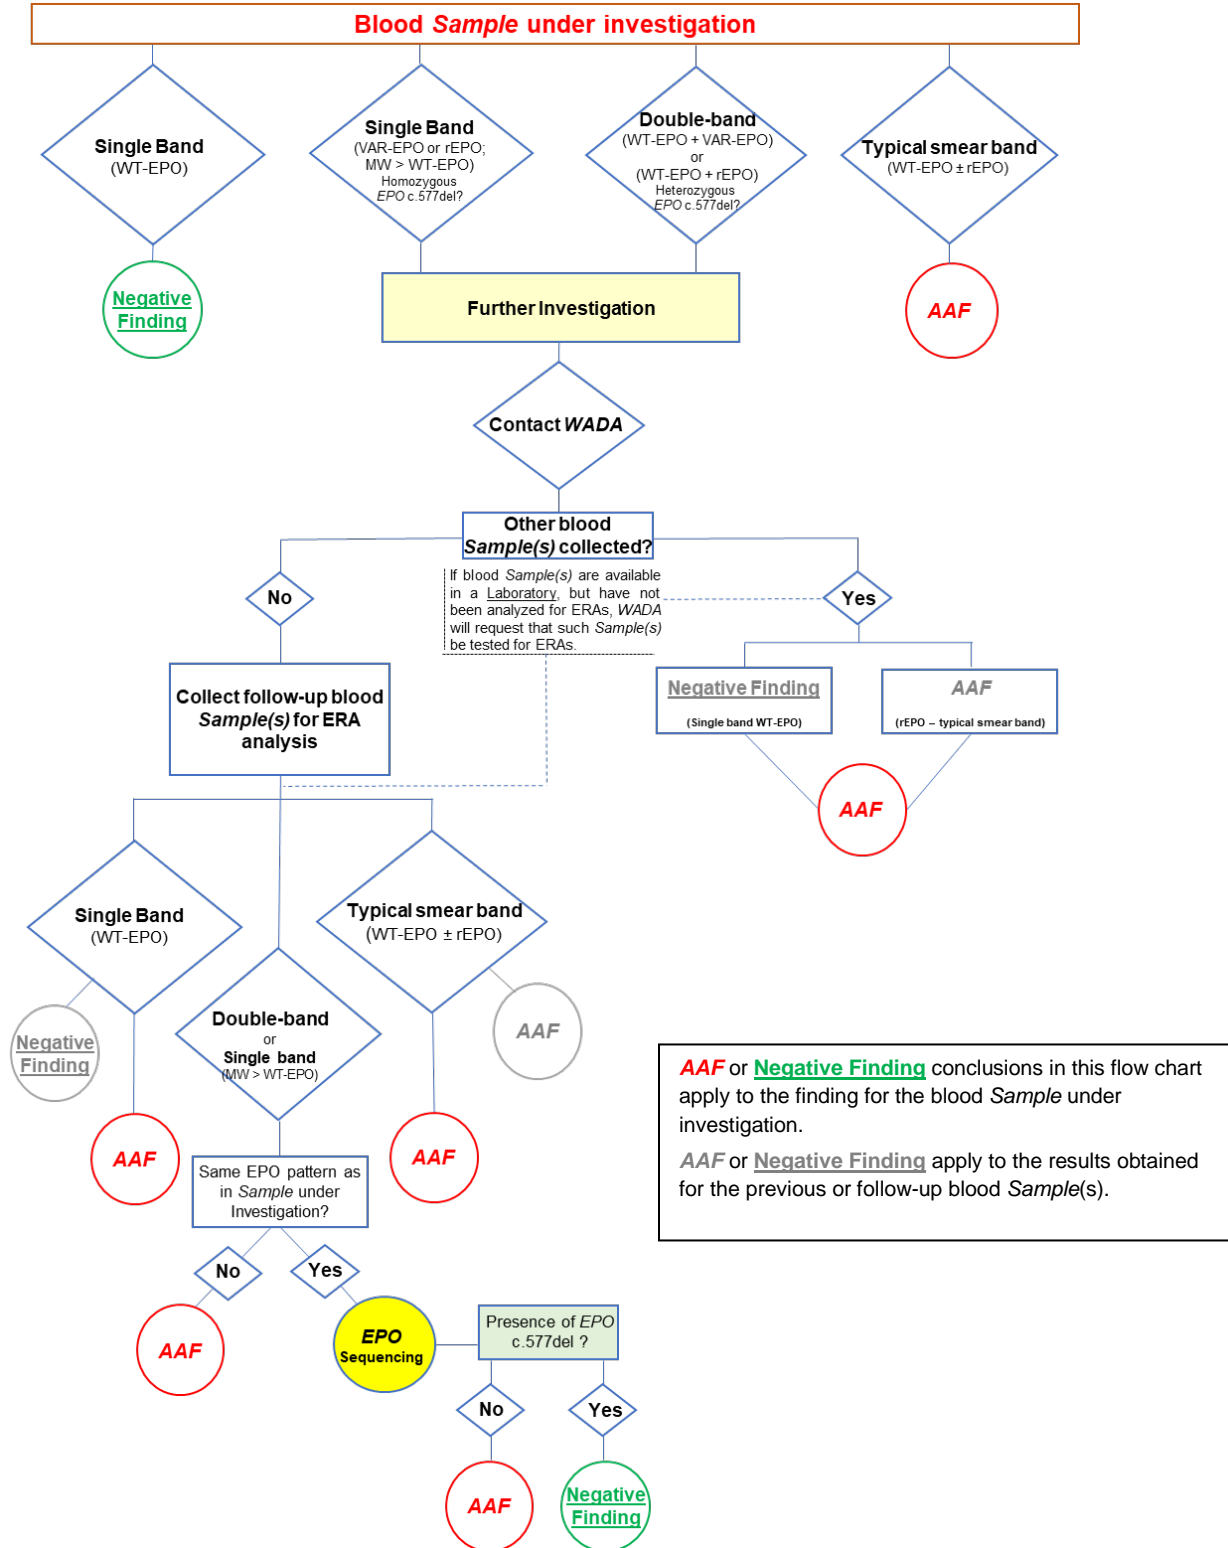 Blood Sample under investigation
Single Band
(WT-EPO)
Single Band
(VAR-EPO or rEPO;
MW > WT-EPO)
Homozygous
EPO c.577del?
Double-band
(WT-EPO + VAR-EPO)
or
(WT-EPO + rEPO)
Heterozygous
EPO c.577del?
Typical smear band
(WT-EPO ± rEPO)
Negative
Finding
Further Investigation
AAF
Contact WADA
Other blood
Sample(s) collected?
No
If blood Sample(s) are available
in a Laboratory, but have not
been analyzed for ERAs, WADA
will request that such Sample(s)
be tested for ERAs.
Yes
Collect follow-up blood
Sample(s) for ERA
analysis
Negative Finding
(Single band WT-EPO)
AAF
(rEPO – typical smear band)
AAF
Single Band
(WT-EPO)
Typical smear band
(WT-EPO ± rEPO)
Negative
Finding
Double-band
or
Single band
(MW > WT-EPO)
AAF
AAF
AAF
Same EPO pattern as
in Sample under
Investigation?
No
Yes
AAF
EPO
Sequencing
Presence of EPO
c.577del ?
No
Yes
AAF
Negative
Finding
AAF or Negative Finding conclusions in this flow chart
apply to the finding for the blood Sample under
investigation.
AAF or Negative Finding apply to the results obtained
for the previous or follow-up blood Sample(s).